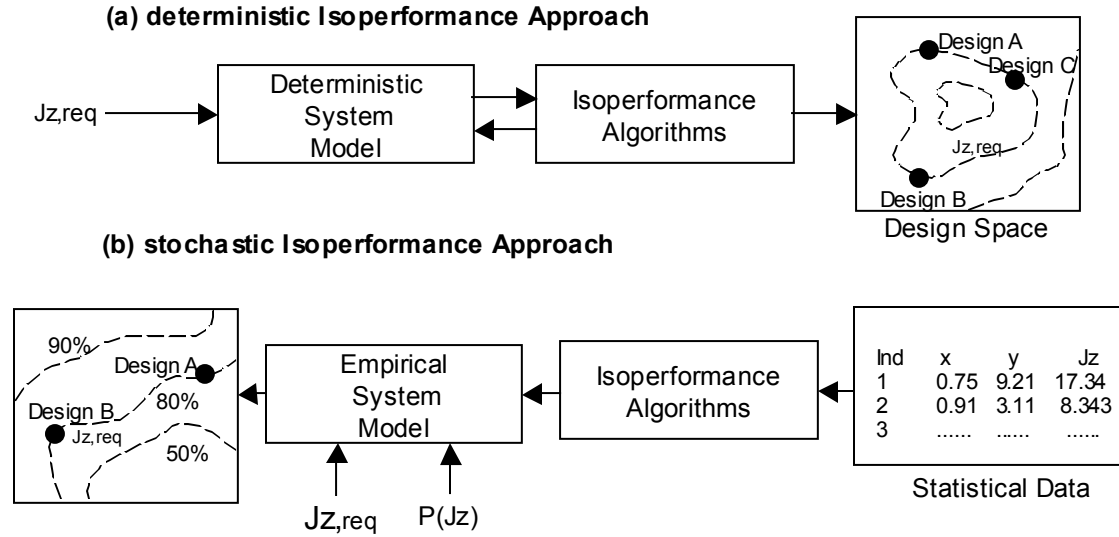 (a) deterministic Isoperformance Approach
Jz,req
Deterministic
System
Model
Isoperformance
Algorithms
Design A
Design C
Jz,req
Design B
Design Space
(b) stochastic Isoperformance Approach
90%
Design A
80%
Design B
Jz,req
50%
Empirical
System
Model
Jz,req
P(Jz)
Isoperformance
Algorithms
Ind x y Jz
1 0.75 9.21 17.34
2 0.91 3.11 8.343
3 ...... ...... ......
Statistical Data